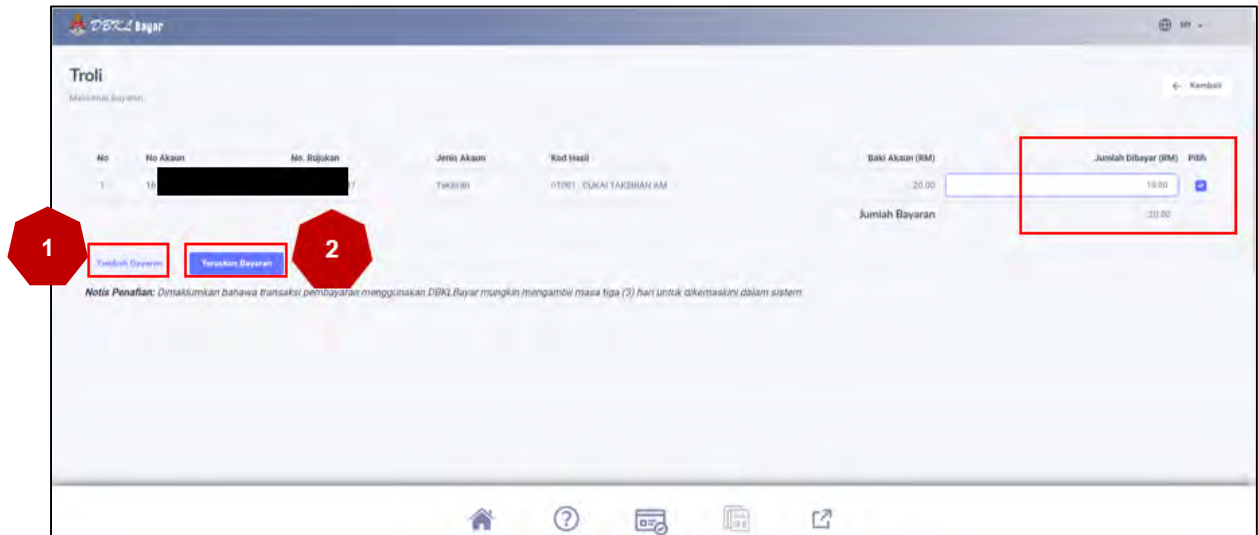 DBKL Bayar
MY
Troli
Maklumat Bayaran
← Kembali
No No Akaun No. Rujukan Jenis Akaun Kod Hasil Baki Akaun (RM) Jumlah Dibayar (RM) Pilih
1 Taksiran 01001 : CUKAI TAKSIRAN AM 20.00 10.00
Jumlah Bayaran 20.00
1 Tambah Bayaran Teruskan Bayaran 2
Notis Penafian: Dimaklumkan bahawa transaksi pembayaran menggunakan DBKLBayar mungkin mengambil masa tiga (3) hari untuk dikemaskini dalam sistem